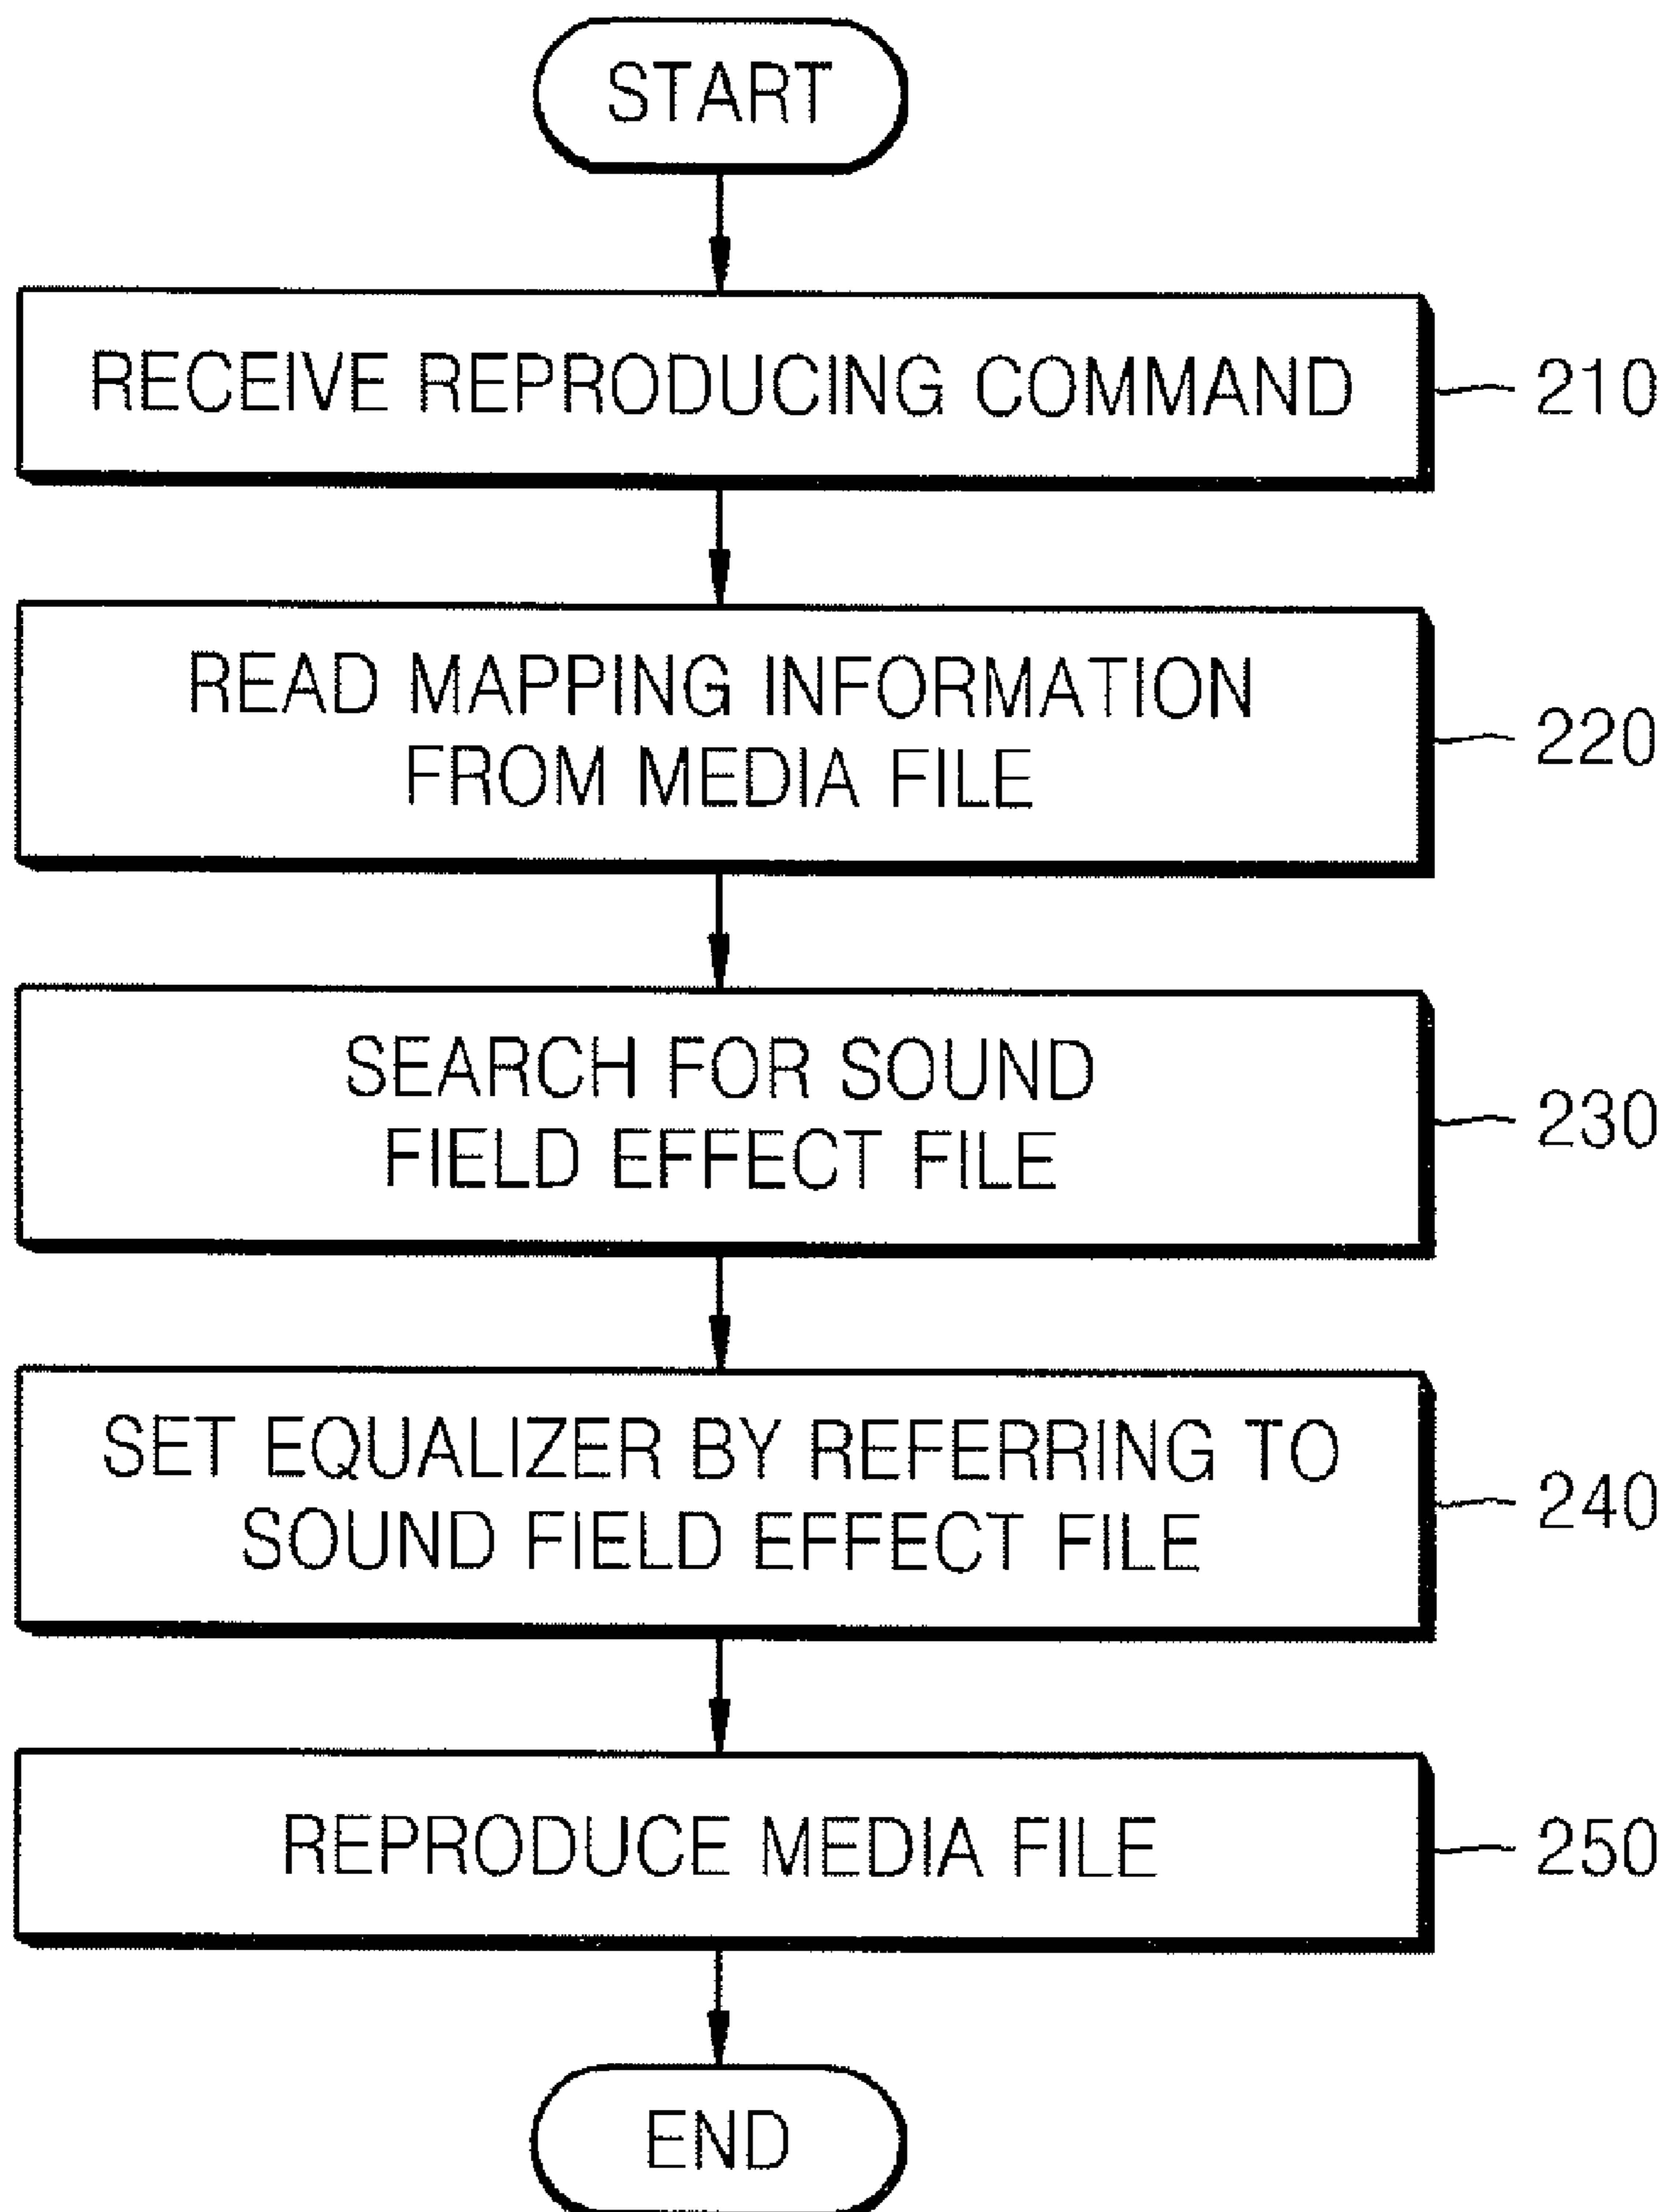 START
RECEIVE REPRODUCING COMMAND
210
READ MAPPING INFORMATION
FROM MEDIA FILE
220
SEARCH FOR SOUND
FIELD EFFECT FILE
230
SET EQUALIZER BY REFERRING TO
SOUND FIELD EFFECT FILE
240
REPRODUCE MEDIA FILE
250
END